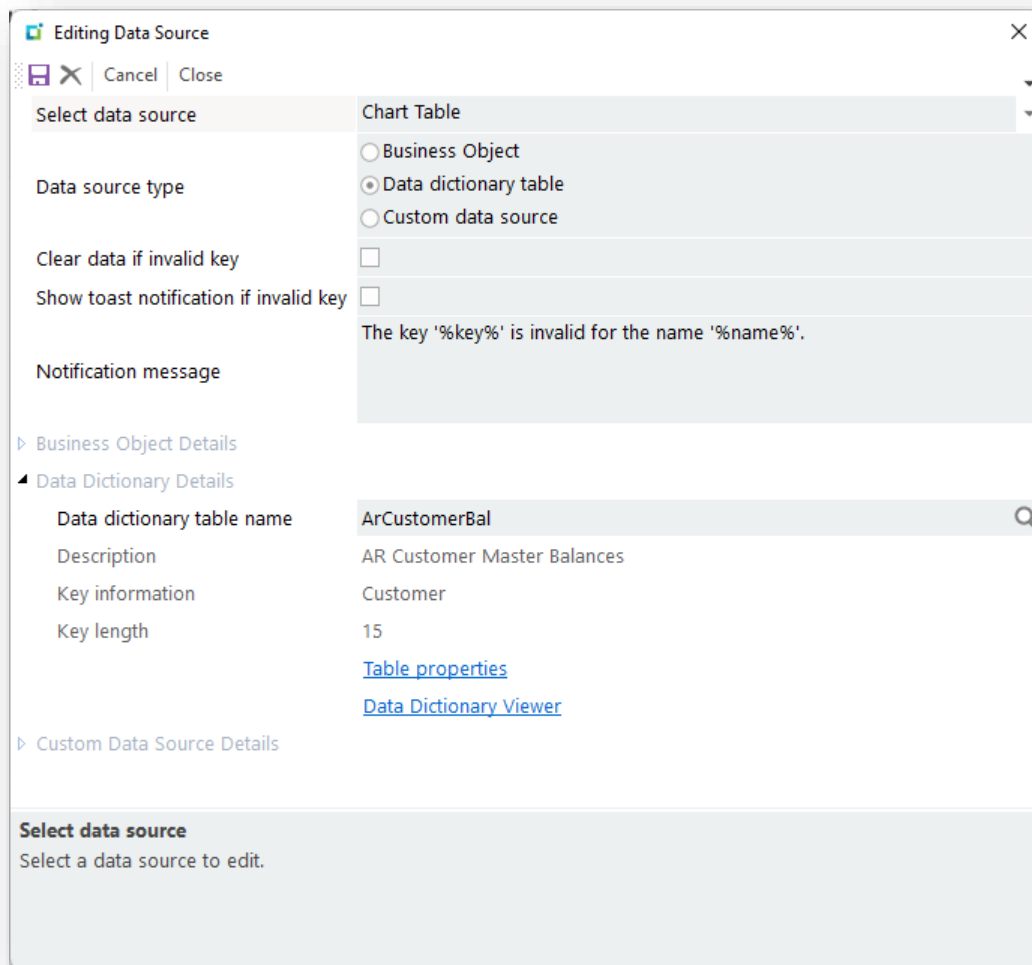 Editing Data Source
Cancel Close
Select data source Chart Table
Business Object
Data source type
Data dictionary table
Custom data source
Clear data if invalid key
Show toast notification if invalid key
The key '%key%' is invalid for the name '%name%'.
Notification message
Business Object Details
Data Dictionary Details
Data dictionary table name ArCustomerBal
Description AR Customer Master Balances
Key information Customer
Key length 15
Table properties
Data Dictionary Viewer
Custom Data Source Details
Select data source
Select a data source to edit.